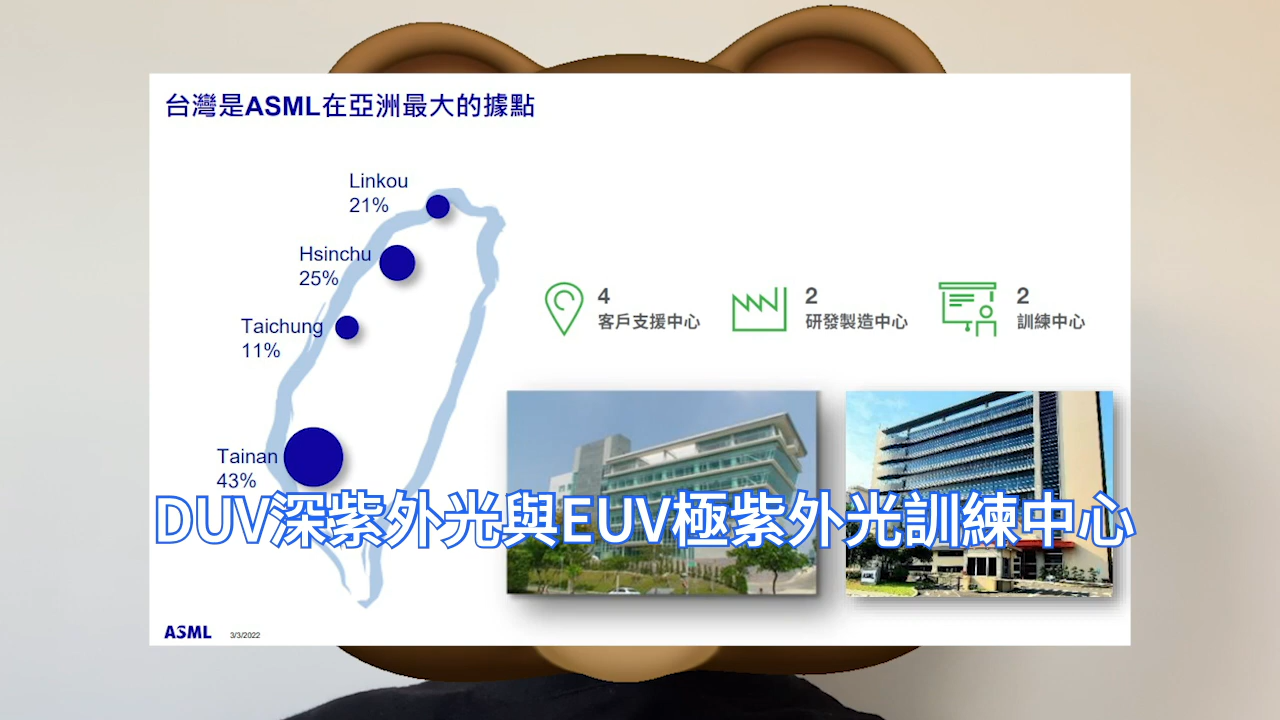 台灣是ASML在亞洲最大的據點
Linkou
21%
Hsinchu
25%
Taichung
11%
Tainan
43%
4
客戶支援中心
2
研發製造中心
2
訓練中心
DUV深紫外光與EUV極紫外光訓練中心
ASML
3/3/2022